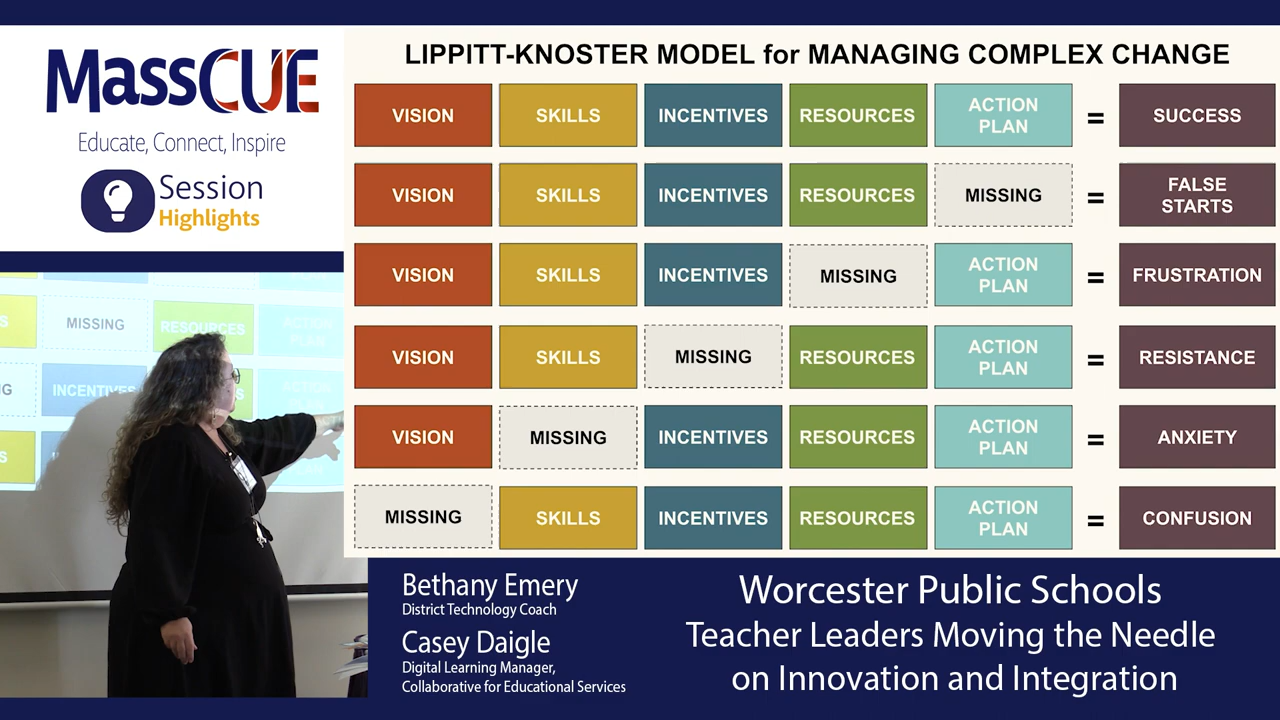 MassCUE
Educate, Connect, Inspire
Session
Highlights
LIPPITT-KNOSTER MODEL for MANAGING COMPLEX CHANGE
VISION SKILLS INCENTIVES RESOURCES ACTION PLAN = SUCCESS
VISION SKILLS INCENTIVES RESOURCES MISSING = FALSE STARTS
VISION SKILLS INCENTIVES MISSING ACTION PLAN = FRUSTRATION
VISION SKILLS MISSING RESOURCES ACTION PLAN = RESISTANCE
VISION MISSING INCENTIVES RESOURCES ACTION PLAN = ANXIETY
MISSING SKILLS INCENTIVES RESOURCES ACTION PLAN = CONFUSION
MISSING RESOURCES ACTION PLAN
INCENTIVES ACTION PLAN
Bethany Emery
District Technology Coach
Casey Daigle
Digital Learning Manager,
Collaborative for Educational Services
Worcester Public Schools
Teacher Leaders Moving the Needle
on Innovation and Integration